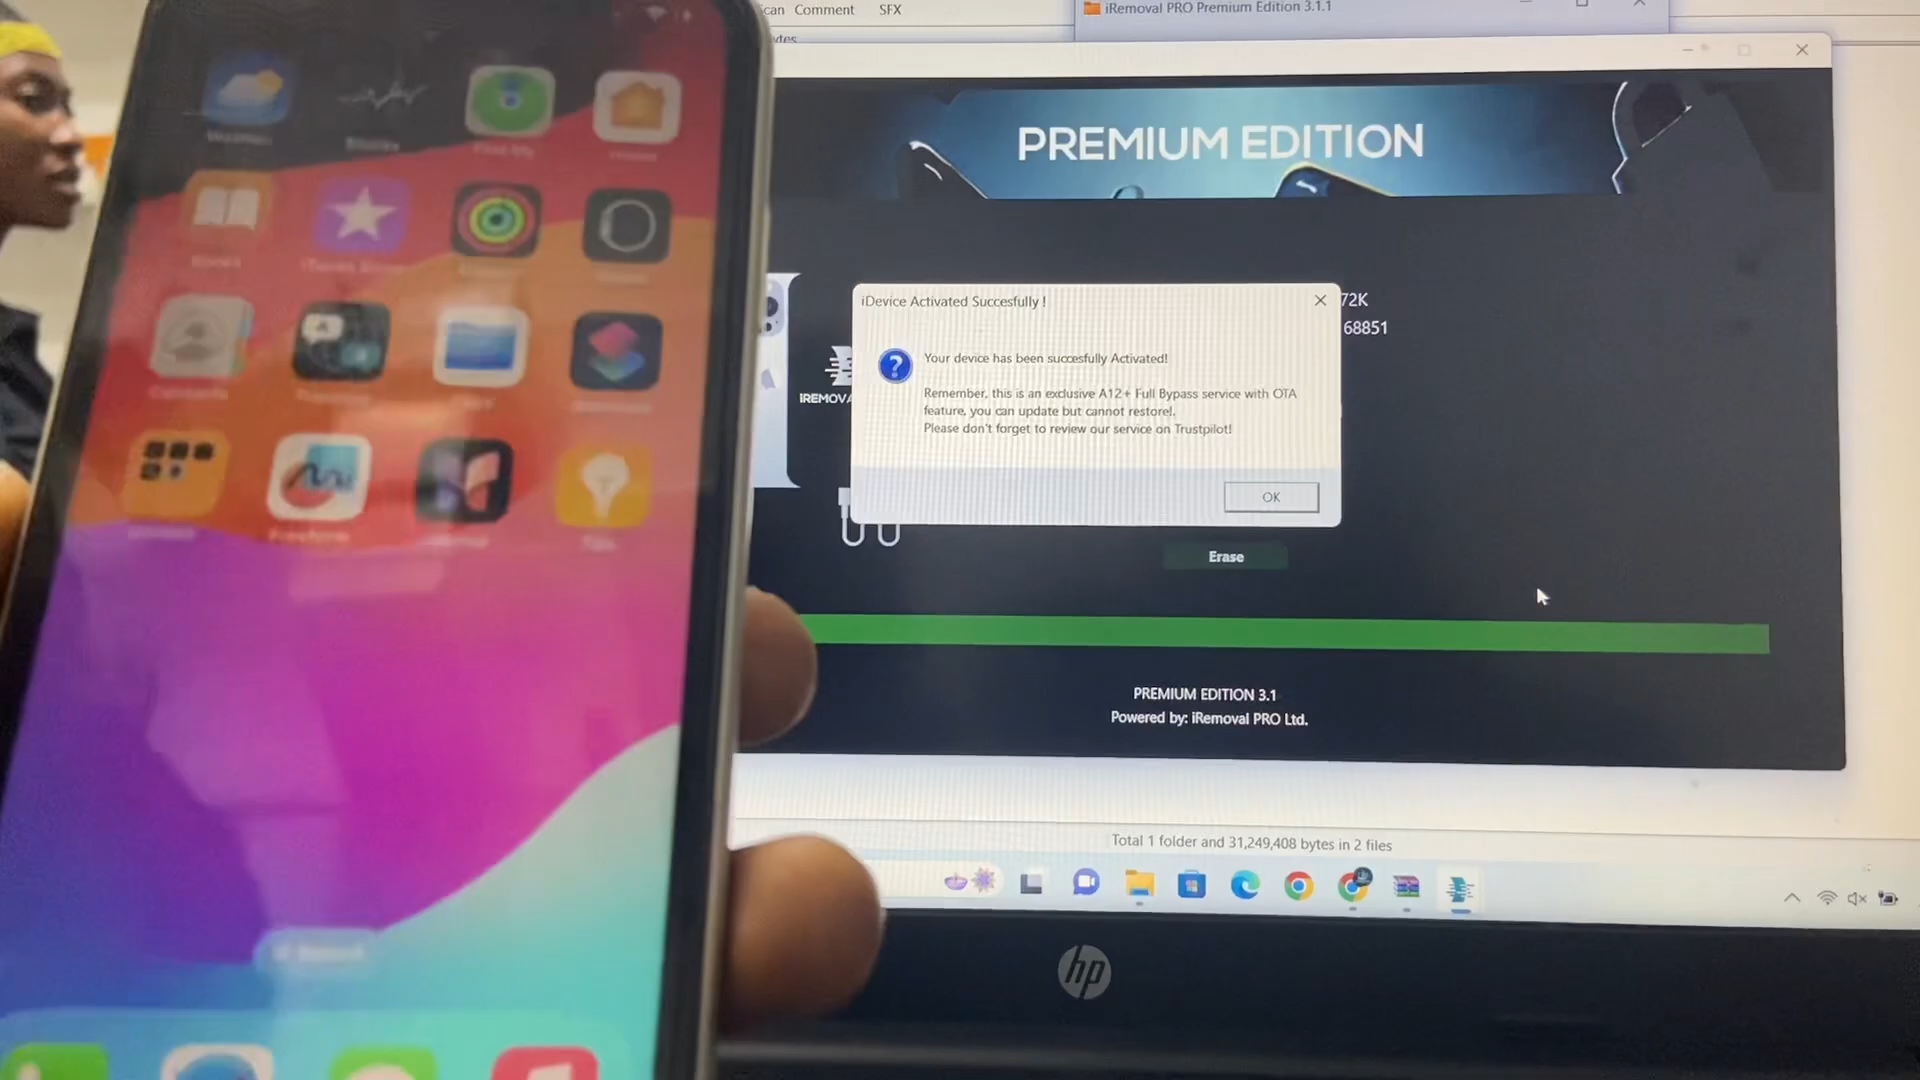 Comment SFX
iRemoval PRO Premium Edition 3.1.1
PREMIUM EDITION
72K
68851
iDevice Activated Succesfully !
Your device has been succesfully Activated!
Remember, this is an exclusive A12+ Full Bypass service with OTA
feature, you can update but cannot restore!.
Please don't forget to review our service on Trustpilot!
OK
Erase
PREMIUM EDITION 3.1
Powered by: iRemoval PRO Ltd.
Total 1 folder and 31,249,408 bytes in 2 files
hp